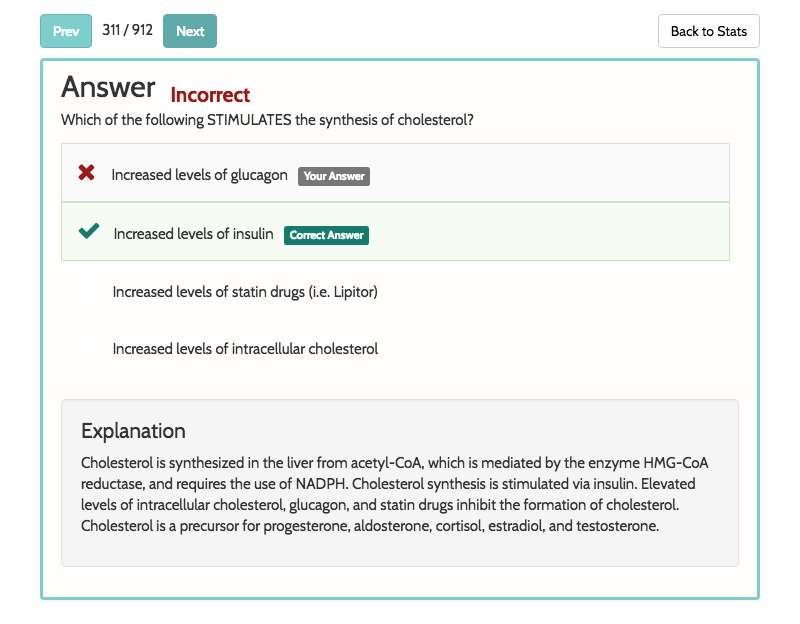 Prev 311 / 912 Next Back to Stats
Answer Incorrect
Which of the following STIMULATES the synthesis of cholesterol?
Increased levels of glucagon Your Answer
Increased levels of insulin Correct Answer
Increased levels of statin drugs (i.e. Lipitor)
Increased levels of intracellular cholesterol
Explanation
Cholesterol is synthesized in the liver from acetyl-CoA, which is mediated by the enzyme HMG-CoA
reductase, and requires the use of NADPH. Cholesterol synthesis is stimulated via insulin. Elevated
levels of intracellular cholesterol, glucagon, and statin drugs inhibit the formation of cholesterol.
Cholesterol is a precursor for progesterone, aldosterone, cortisol, estradiol, and testosterone.